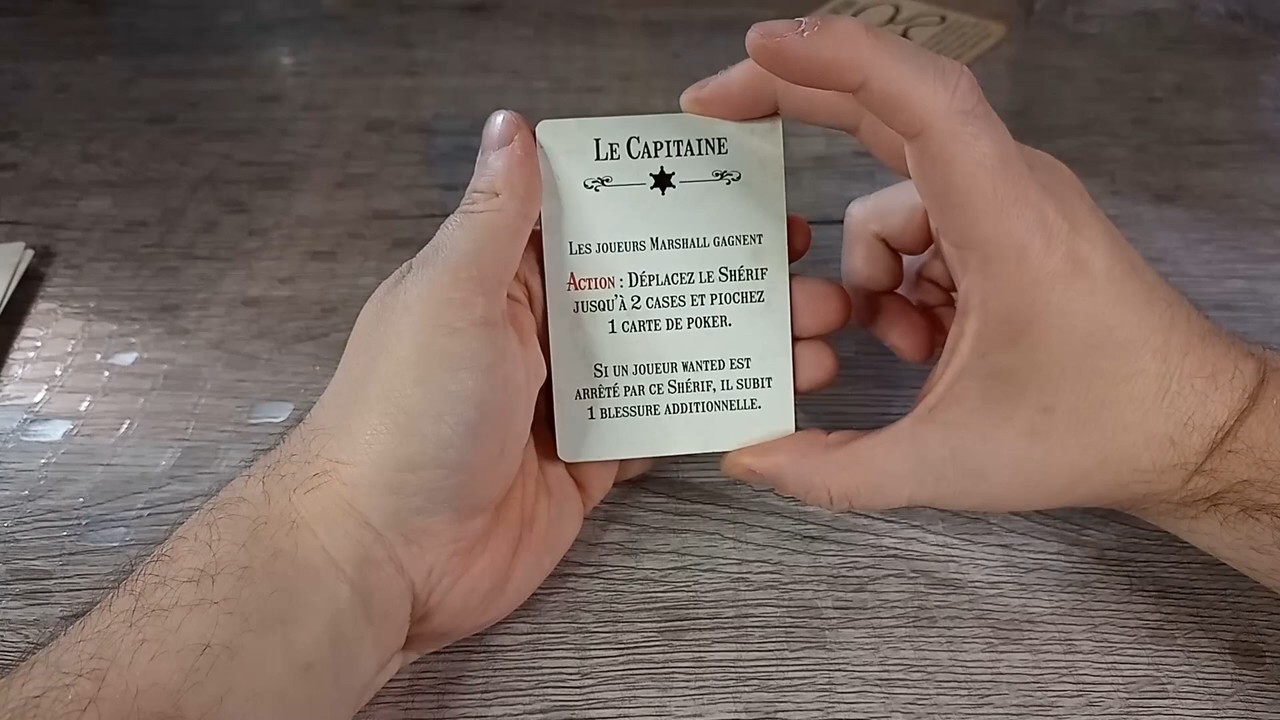 Le Capitaine
Les joueurs Marshall gagnent
Action : Déplacez le Shérif
jusqu'à 2 cases et piochez
1 carte de poker.
Si un joueur wanted est
arrêté par ce Shérif, il subit
1 blessure additionnelle.